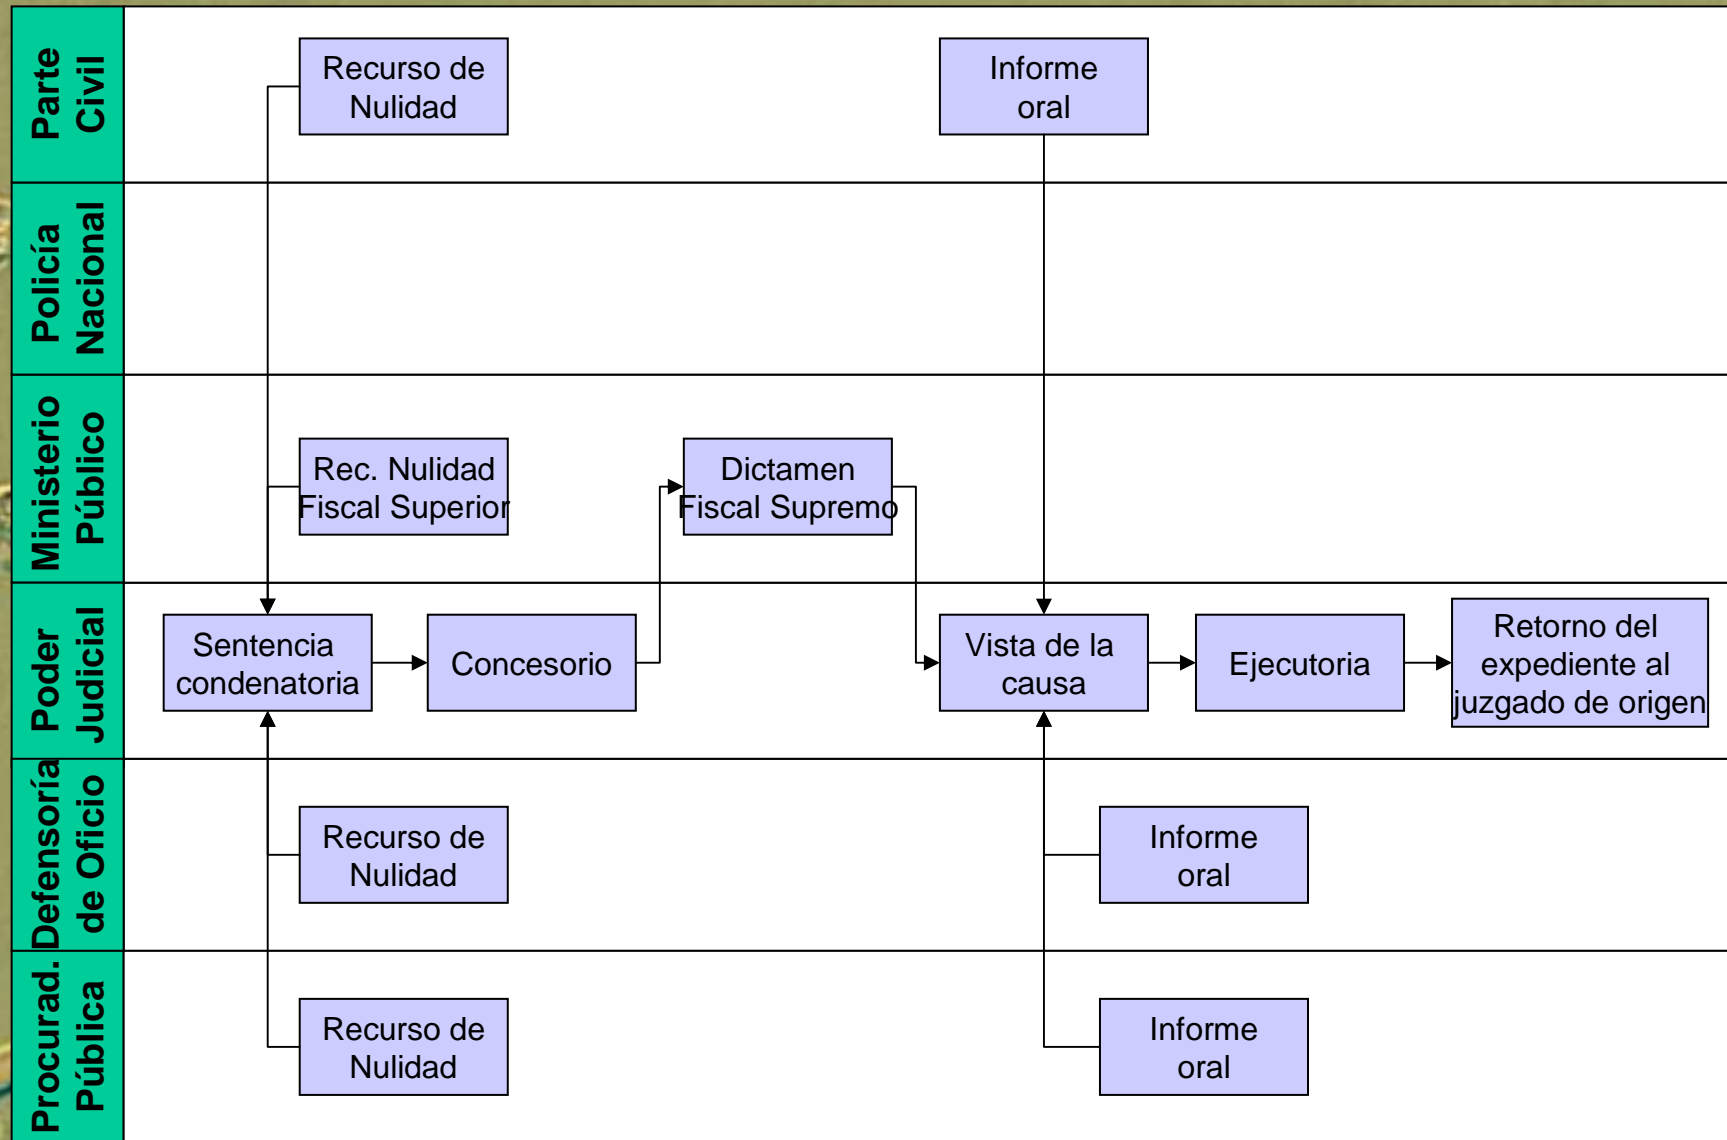 Parte
Civil
Recurso de
Nulidad
Informe
oral
Policía
Nacional
Ministerio
Público
Rec. Nulidad
Fiscal Superior
Dictamen
Fiscal Supremo
Poder
Judicial
Sentencia
condenatoria
Concesorio
Vista de la
causa
Ejecutoria
Retorno del
expediente al
juzgado de origen
Defensoría
de Oficio
Recurso de
Nulidad
Informe
oral
Procurad.
Pública
Recurso de
Nulidad
Informe
oral